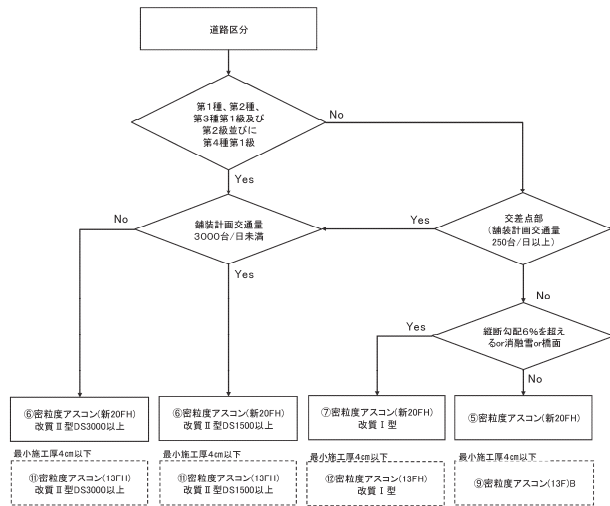 道路区分
第1種、第2種、
第3種第1級及び
第2級並びに
第4種第1級
No
Yes
舗装計画交通量
3000台/日未満
No
Yes
交差点部
(舗装計画交通量
250台/日以上)
Yes
No
縦断勾配6%を超え
るor消融雪or橋面
Yes
No
⑥密粒度アスコン(新20FH)
改質Ⅱ型DS3000以上
⑥密粒度アスコン(新20FH)
改質Ⅱ型DS1500以上
⑦密粒度アスコン(新20FH)
改質Ⅰ型
⑤密粒度アスコン(新20FH)
最小施工厚4cm以下
最小施工厚4cm以下
最小施工厚4cm以下
最小施工厚4cm以下
⑪密粒度アスコン(13FH)
改質Ⅱ型DS3000以上
⑪密粒度アスコン(13FH)
改質Ⅱ型DS1500以上
⑫密粒度アスコン(13FH)
改質Ⅰ型
⑨密粒度アスコン(13F)B